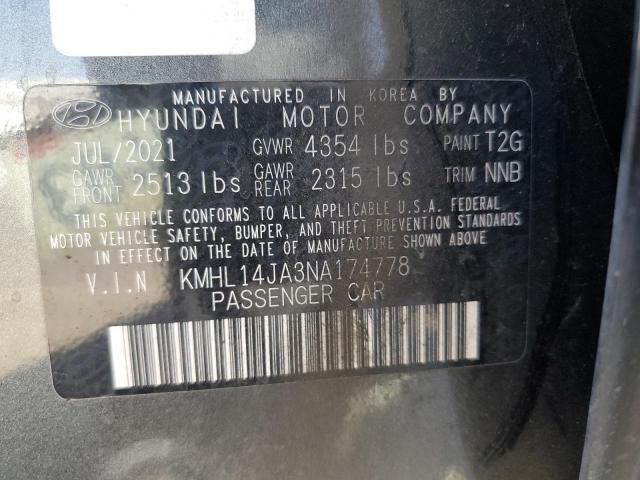 MANUFACTURED IN KOREA BY
HYUNDAI MOTOR COMPANY
JUL/2021 GVWR 4354 lbs PAINT T2G
GAWR FRONT 2513 lbs GAWR REAR 2315 lbs TRIM NNB
THIS VEHICLE CONFORMS TO ALL APPLICABLE U.S.A. FEDERAL
MOTOR VEHICLE SAFETY, BUMPER, AND THEFT PREVENTION STANDARDS
IN EFFECT ON THE DATE OF MANUFACTURE SHOWN ABOVE.
V.I.N KMHL14JA3NA174778
PASSENGER CAR